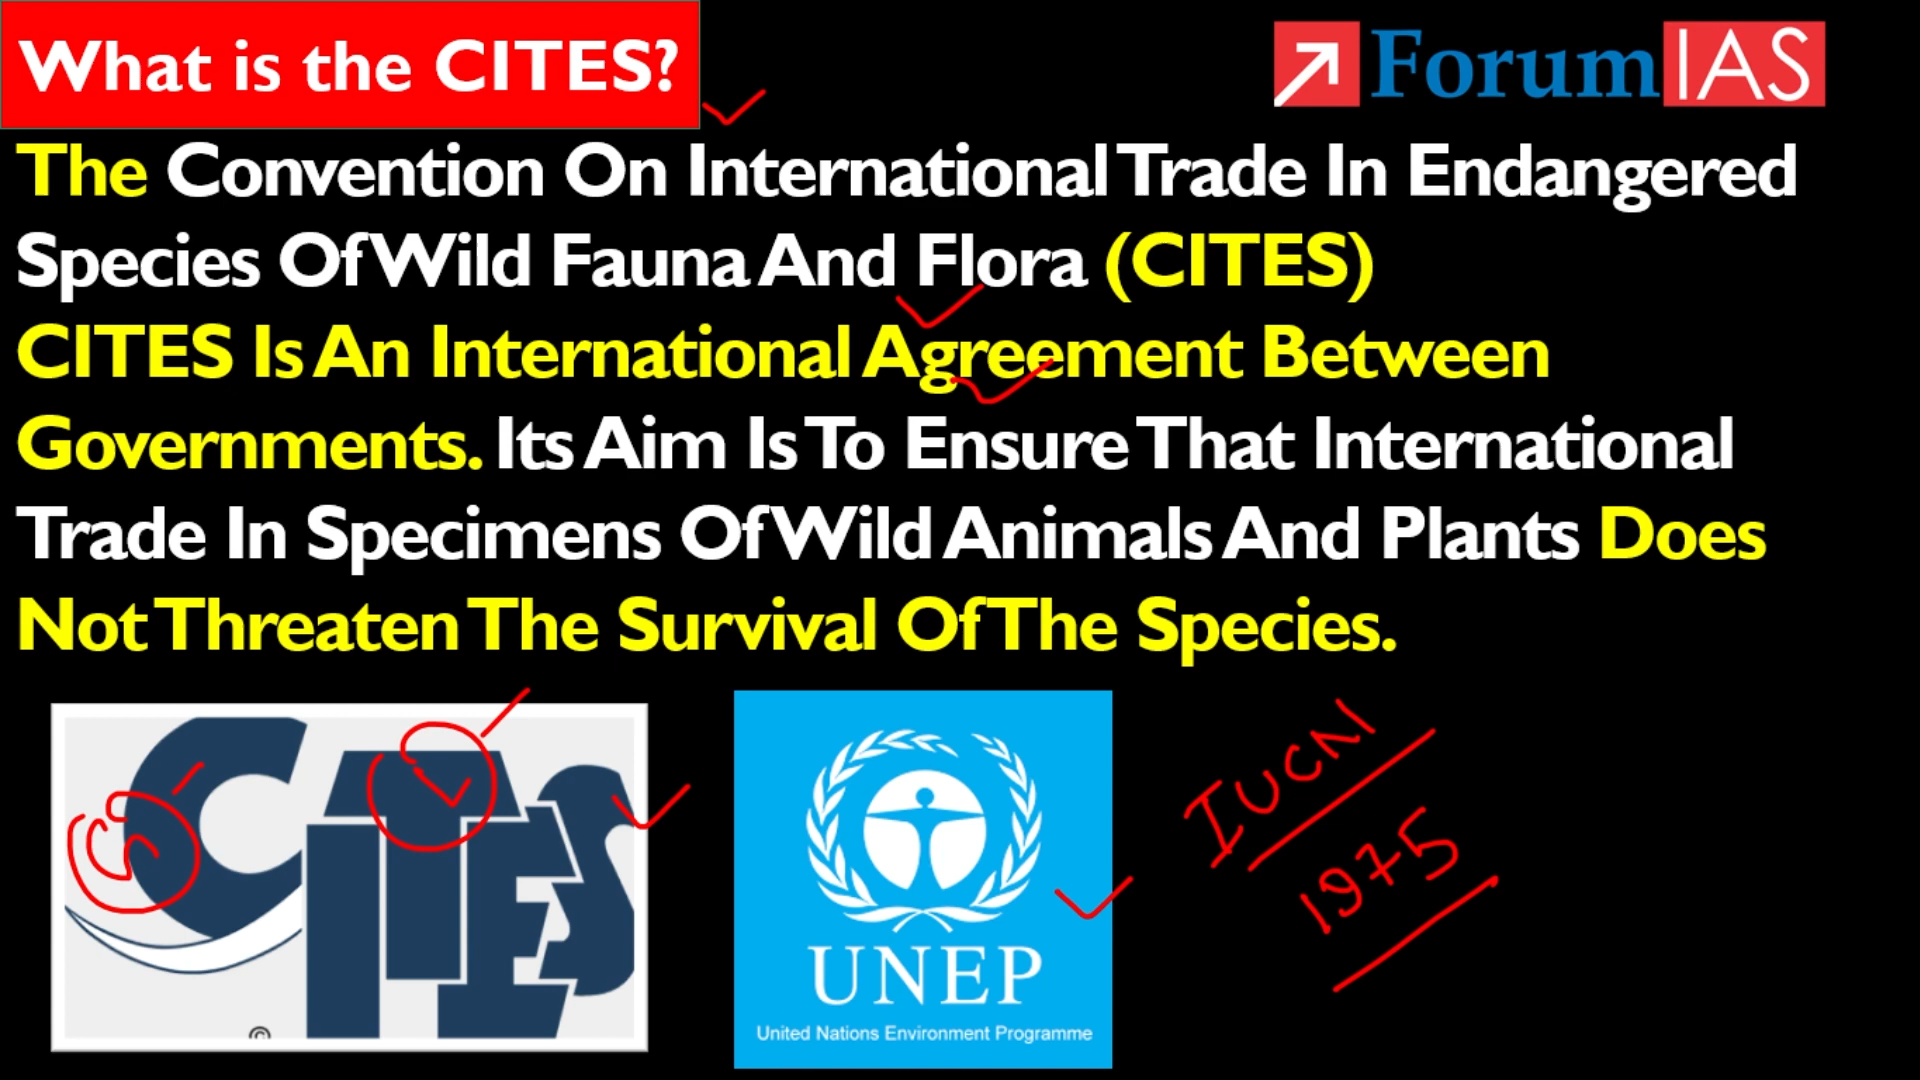 What is the CITES?
ForumIAS
The Convention On International Trade In Endangered
Species Of Wild Fauna And Flora (CITES)
CITES Is An International Agreement Between
Governments. Its Aim Is To Ensure That International
Trade In Specimens Of Wild Animals And Plants Does
Not Threaten The Survival Of The Species.
CITES
©
UNEP
United Nations Environment Programme
IUCN
1975